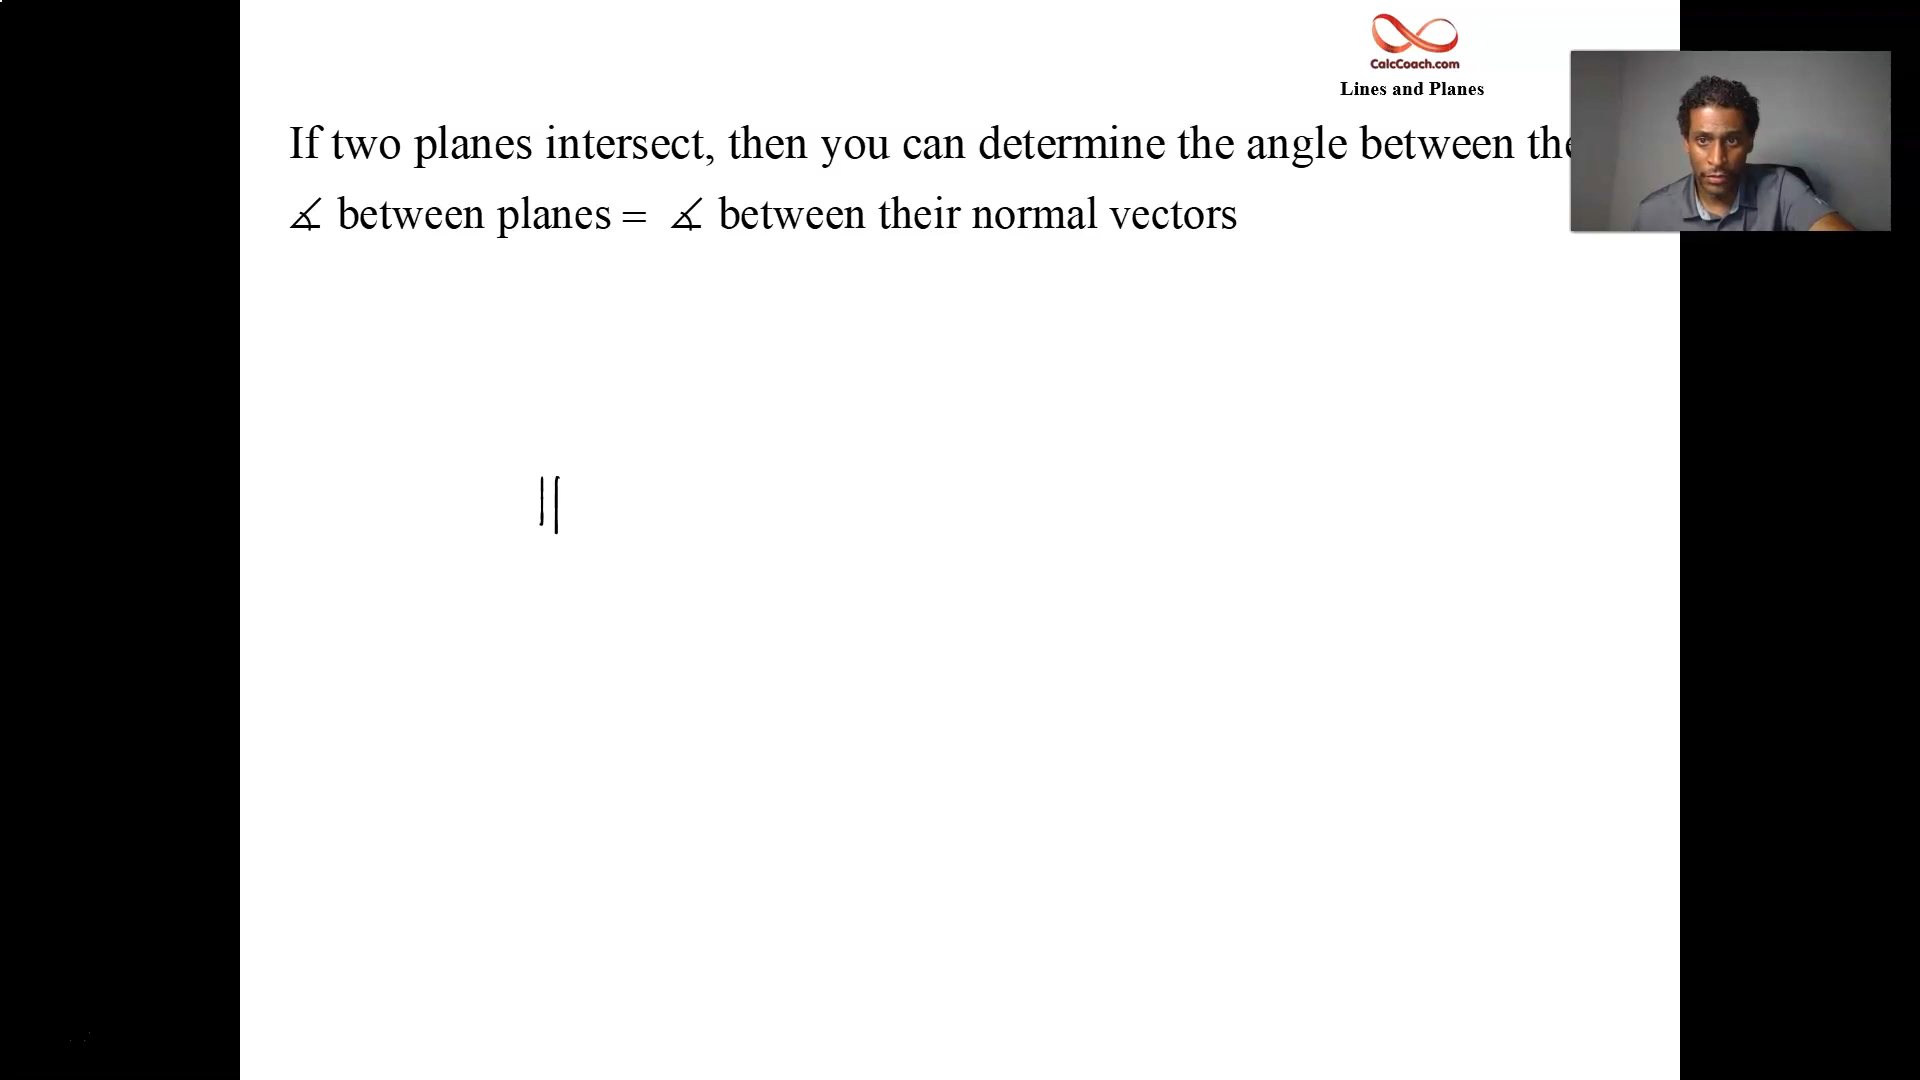 CalcCoach.com
Lines and Planes
If two planes intersect, then you can determine the angle between
∡ between planes = ∡ between their normal vectors
||